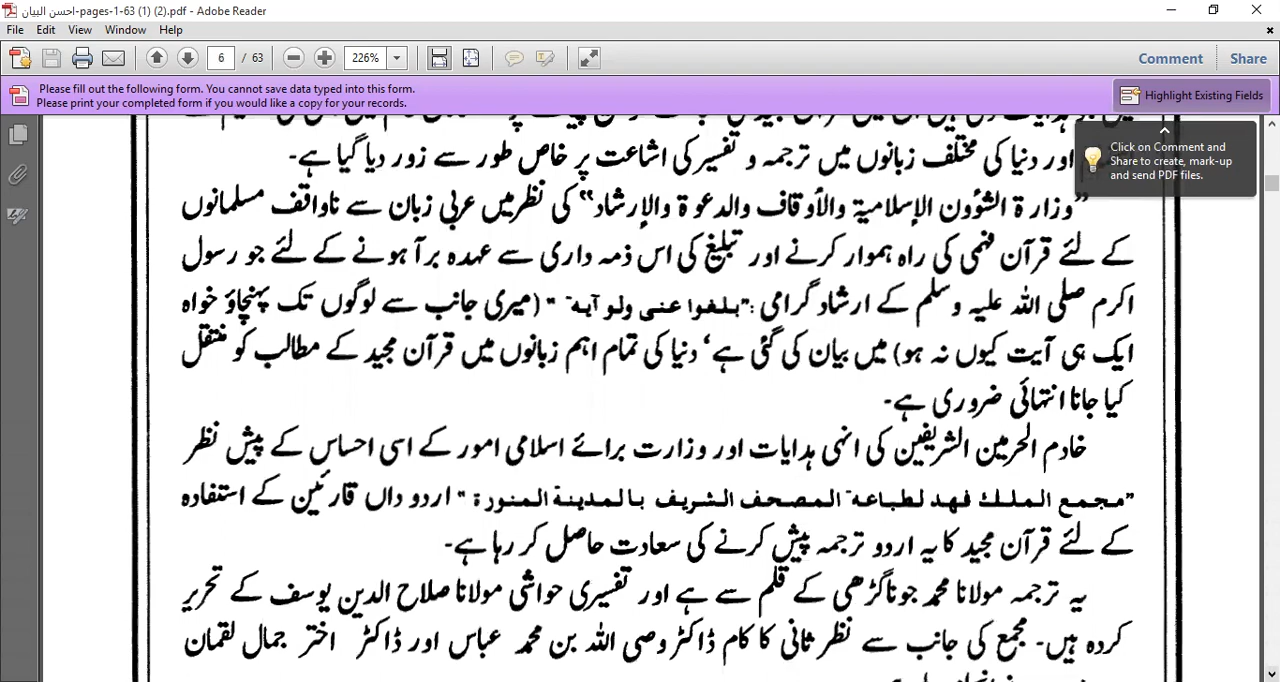 احسن البیان-pages-1-63 (1) (2).pdf - Adobe Reader
File Edit View Window Help
6 / 63 226% Comment Share
Please fill out the following form. You cannot save data typed into this form.
Please print your completed form if you would like a copy for your records.
Highlight Existing Fields
Click on Comment and
Share to create, mark-up
and send PDF files.
اور دنیا کی مختلف زبانوں میں ترجمہ و تفسیر کی اشاعت پر خاص طور سے زور دیا گیا ہے۔
”وزارة الشؤون الإسلامية والأوقاف والدعوة والإرشاد“ کی نظر میں عربی زبان سے ناواقف مسلمانوں
کے لئے قرآن فہمی کی راہ ہموار کرنے اور تبلیغ کی اس ذمہ داری سے عہدہ برآ ہونے کے لئے جو رسول
اکرم صلی اللہ علیہ وسلم کے ارشاد گرامی :"بلغوا عنی ولو آیة" (میری جانب سے لوگوں تک پہنچاؤ خواہ
ایک ہی آیت کیوں نہ ہو) میں بیان کی گئی ہے‘ دنیا کی تمام اہم زبانوں میں قرآن مجید کے مطالب کو منتقل
کیا جانا انتہائی ضروری ہے۔
خادم الحرمین الشریفین کی انہی ہدایات اور وزارت برائے اسلامی امور کے اسی احساس کے پیش نظر
"مجمع الملك فهد لطباعة المصحف الشريف بالمدينة المنورة" اردو داں قارئین کے استفادہ
کے لئے قرآن مجید کا یہ اردو ترجمہ پیش کرنے کی سعادت حاصل کر رہا ہے۔
یہ ترجمہ مولانا محمد جوناگڑھی کے قلم سے ہے اور تفسیری حواشی مولانا صلاح الدین یوسف کے تحریر
کردہ ہیں۔ مجمع کی جانب سے نظر ثانی کا کام ڈاکٹر وصی اللہ بن محمد عباس اور ڈاکٹر اختر جمال لقمان